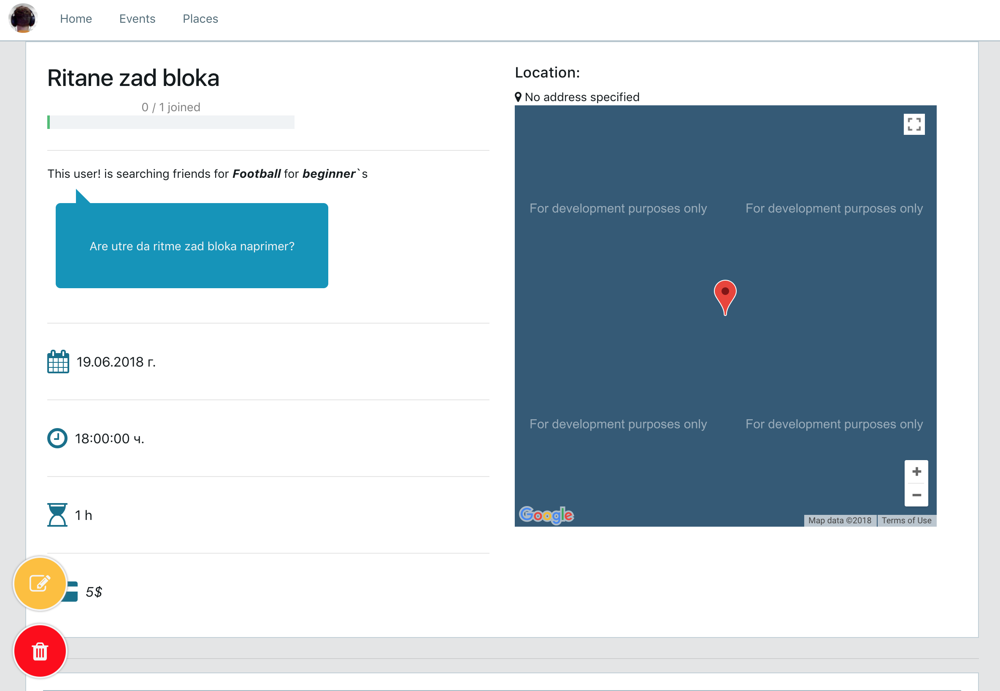 Home Events Places
Ritane zad bloka
0 / 1 joined
This user! is searching friends for Football for beginner`s
Are utre da ritme zad bloka naprimer?
19.06.2018 г.
18:00:00 ч.
1 h
5$
Location:
No address specified
For development purposes only For development purposes only
For development purposes only For development purposes only
Google
Map data ©2018 Terms of Use